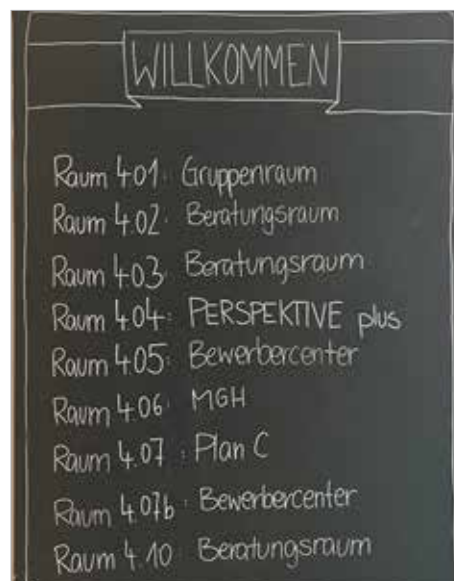 WILLKOMMEN
Raum 4.01: Gruppenraum
Raum 4.02: Beratungsraum
Raum 4.03 Beratungsraum
Raum 4.04: PERSPEKTIVE plus
Raum 4.05: Bewerbercenter
Raum 4.06: MGH
Raum 4.07: Plan C
Raum 4.07b: Bewerbercenter
Raum 4.10 Beratungsraum